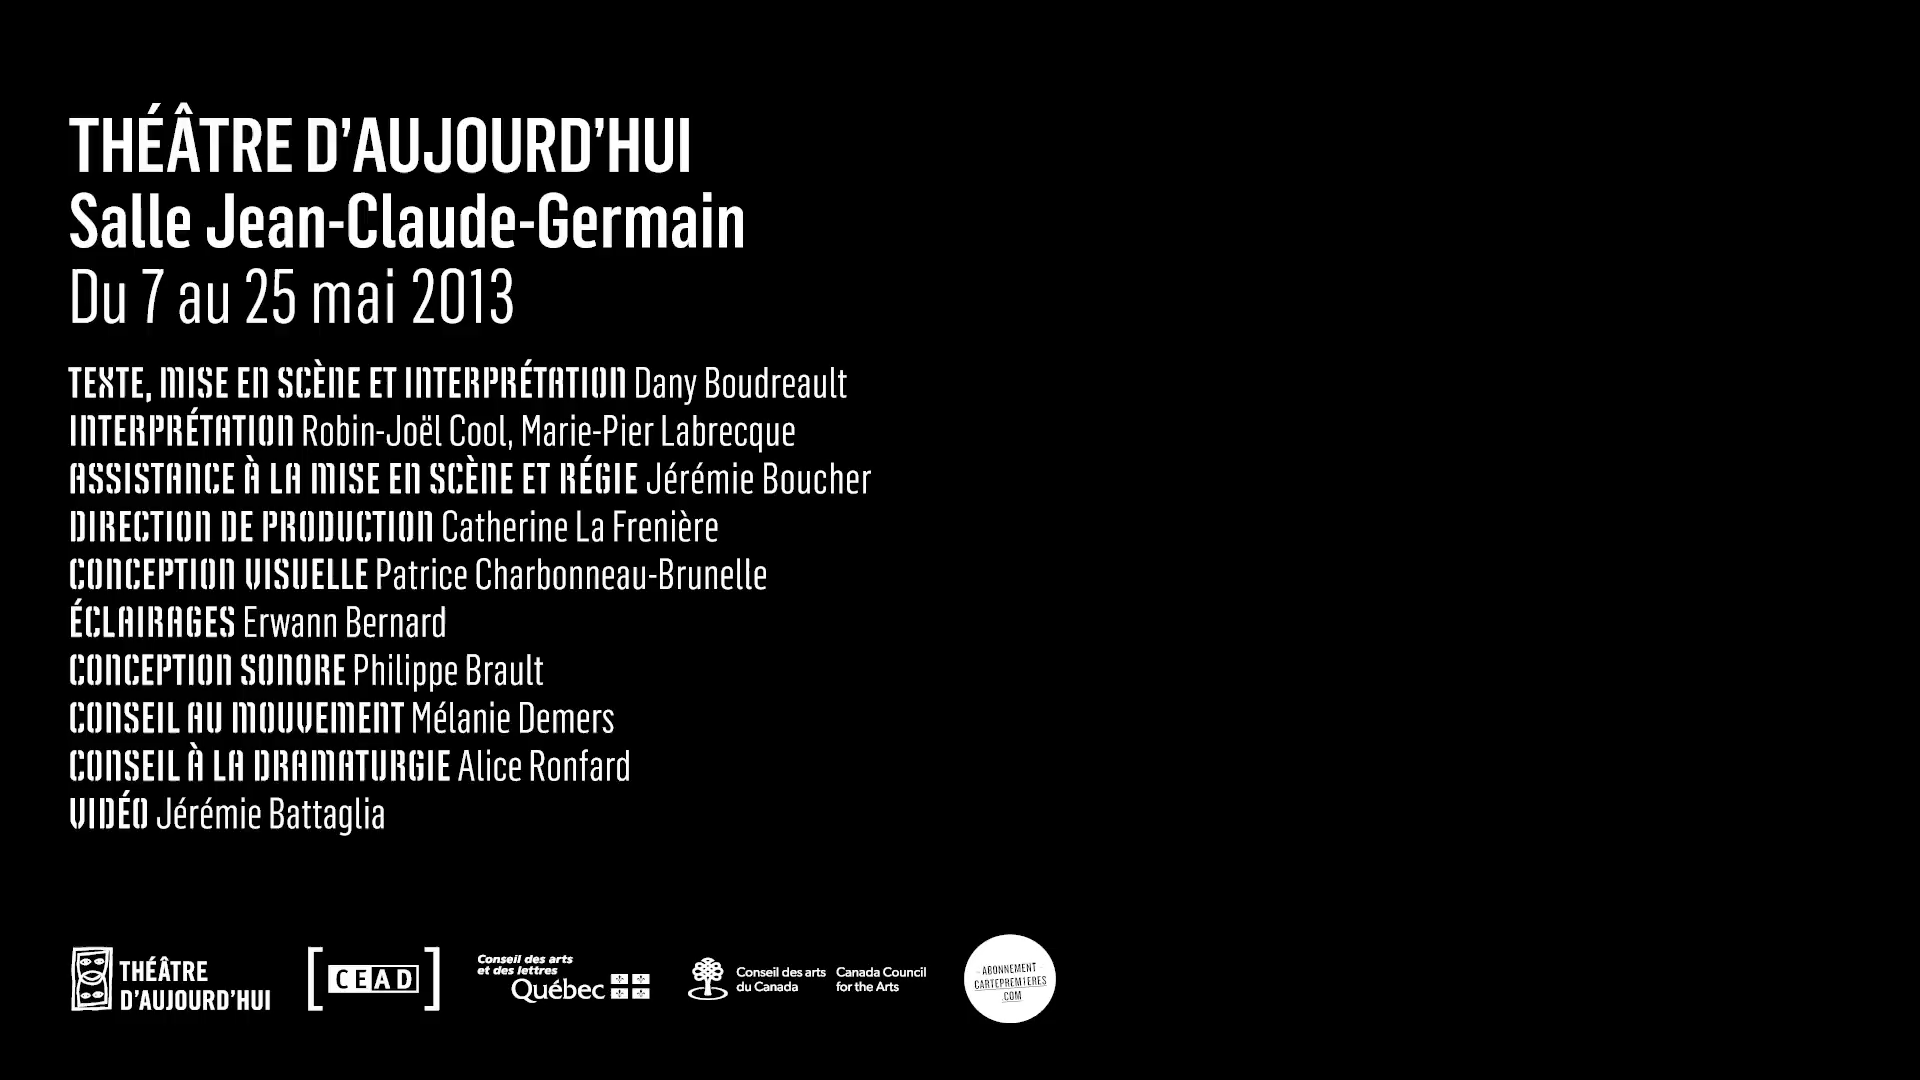 THÉÂTRE D'AUJOURD'HUI
Salle Jean-Claude-Germain
Du 7 au 25 mai 2013
TEXTE, MISE EN SCÈNE ET INTERPRÉTATION Dany Boudreault
INTERPRÉTATION Robin-Joël Cool, Marie-Pier Labrecque
ASSISTANCE À LA MISE EN SCÈNE ET RÉGIE Jérémie Boucher
DIRECTION DE PRODUCTION Catherine La Frenière
CONCEPTION VISUELLE Patrice Charbonneau-Brunelle
ÉCLAIRAGES Erwann Bernard
CONCEPTION SONORE Philippe Brault
CONSEIL AU MOUVEMENT Mélanie Demers
CONSEIL À LA DRAMATURGIE Alice Ronfard
VIDÉO Jérémie Battaglia
THÉÂTRE
D'AUJOURD'HUI
[CEAD]
Conseil des arts
et des lettres
Québec
Conseil des arts
du Canada
Canada Council
for the Arts
ABONNEMENT
CARTEPREM1ERES
.COM